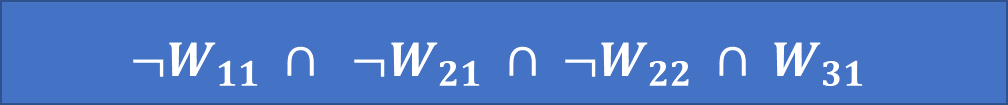 ¬W₁₁ ∩ ¬W₂₁ ∩ ¬W₂₂ ∩ W₃₁